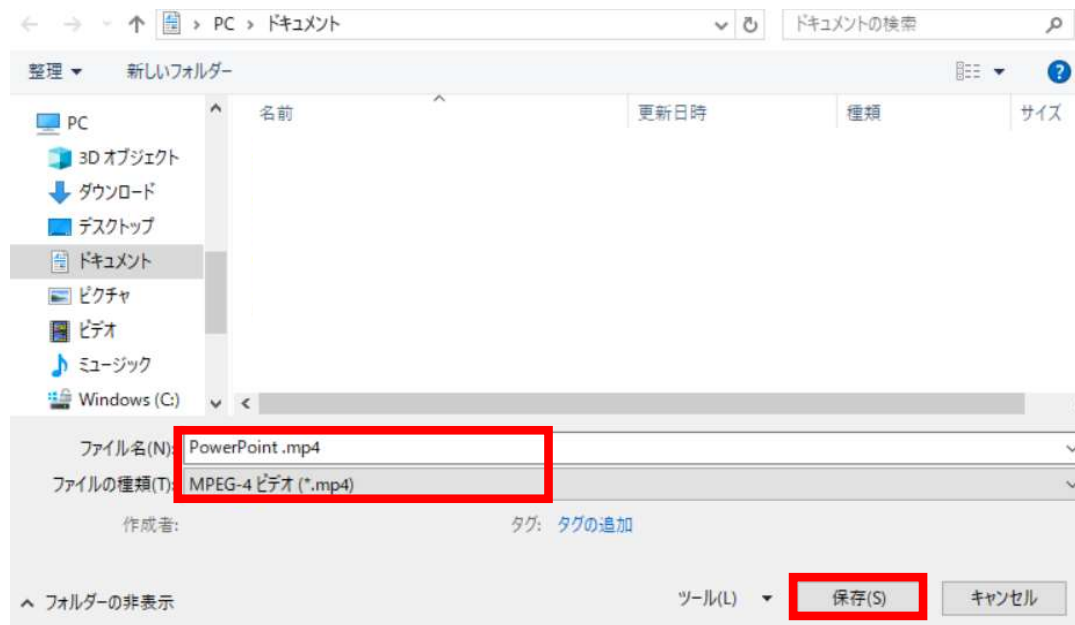 PC › ドキュメント ドキュメントの検索
整理 新しいフォルダー
名前 更新日時 種類 サイズ
PC
3D オブジェクト
ダウンロード
デスクトップ
ドキュメント
ピクチャ
ビデオ
ミュージック
Windows (C:)
ファイル名(N): PowerPoint .mp4
ファイルの種類(T): MPEG-4 ビデオ (*.mp4)
作成者: タグ: タグの追加
フォルダーの非表示 ツール(L) 保存(S) キャンセル